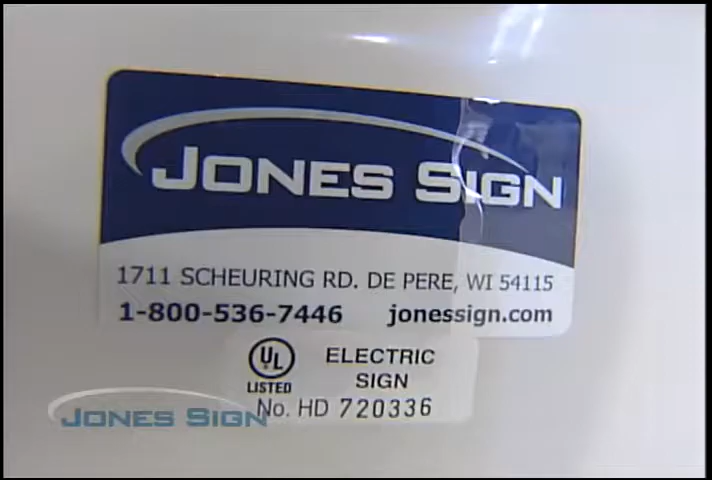 JONES SIGN
1711 SCHEURING RD. DE PERE, WI 54115
1-800-536-7446 jonessign.com
UL LISTED
ELECTRIC SIGN
No. HD 720336
JONES SIGN